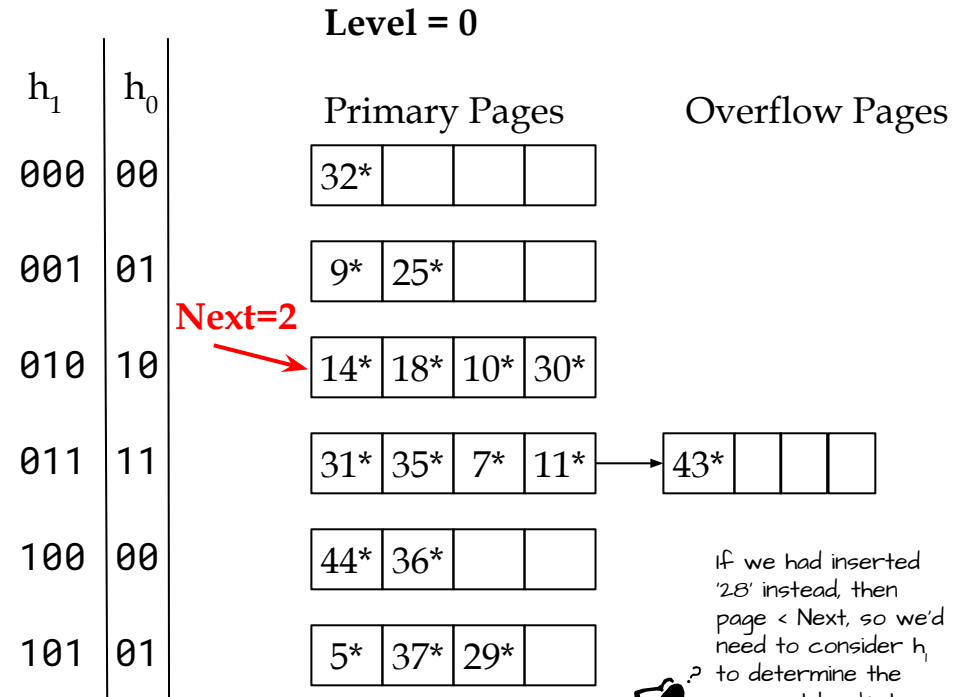 Level = 0
h₁ h₀ Primary Pages Overflow Pages
000 00 32*
001 01 9* 25*
Next=2
010 10 14* 18* 10* 30*
011 11 31* 35* 7* 11* 43*
100 00 44* 36*
101 01 5* 37* 29*
If we had inserted
'28' instead, then
page < Next, so we'd
need to consider h₁
? to determine the